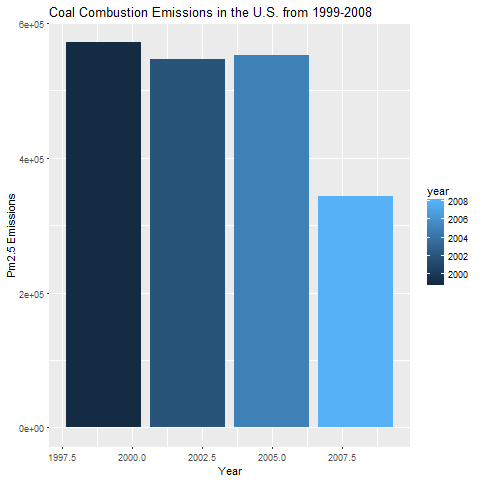 Coal Combustion Emissions in the U.S. from 1999-2008
6e+05
4e+05
2e+05
0e+00
Pm2.5 Emissions
1997.5 2000.0 2002.5 2005.0 2007.5
Year
year
2008
2006
2004
2002
2000